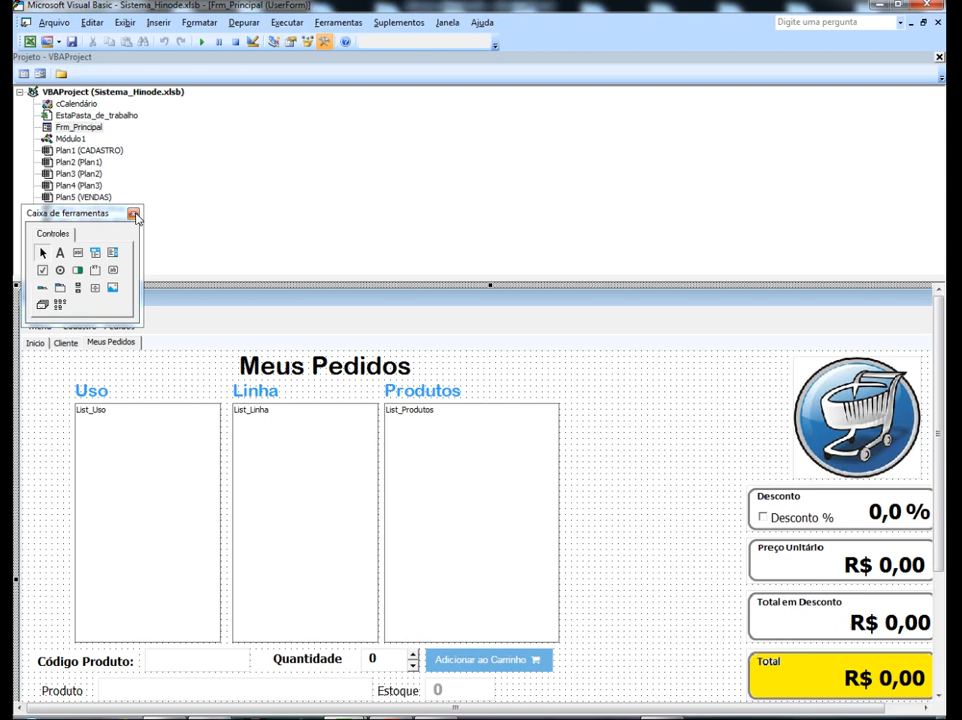 Microsoft Visual Basic - Sistema_Hinode.xlsb - [Frm_Principal (UserForm)]
Arquivo Editar Exibir Inserir Formatar Depurar Executar Ferramentas Suplementos Janela Ajuda
Digite uma pergunta
Projeto - VBAProject
VBAProject (Sistema_Hinode.xlsb)
cCalendário
EstaPasta_de_trabalho
Frm_Principal
Módulo1
Plan1 (CADASTRO)
Plan2 (Plan1)
Plan3 (Plan2)
Plan4 (Plan3)
Plan5 (VENDAS)
Caixa de ferramentas
Controles
Inicio Cliente Meus Pedidos
Meus Pedidos
Uso Linha Produtos
List_Uso List_Linha List_Produtos
Desconto
Desconto % 0,0 %
Preço Unitário
R$ 0,00
Total em Desconto
R$ 0,00
Código Produto: Quantidade 0 Adicionar ao Carrinho
Total
R$ 0,00
Produto Estoque: 0